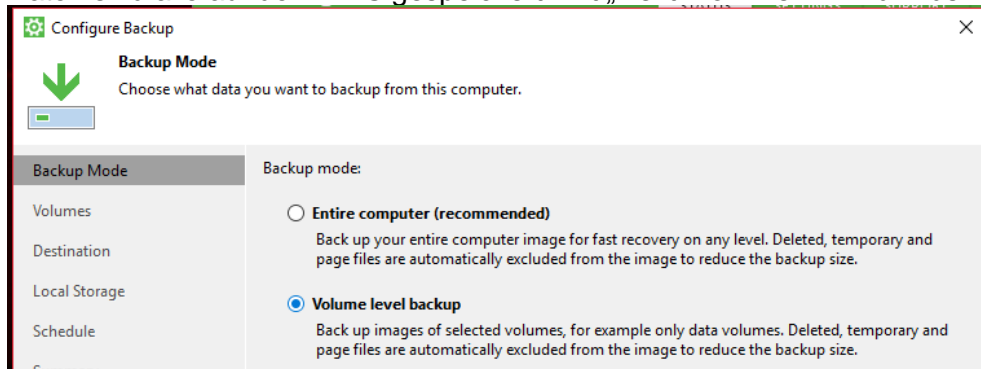 Configure Backup
Backup Mode
Choose what data you want to backup from this computer.
Backup Mode
Backup mode:
Volumes
Entire computer (recommended)
Back up your entire computer image for fast recovery on any level. Deleted, temporary and
page files are automatically excluded from the image to reduce the backup size.
Destination
Local Storage
Volume level backup
Back up images of selected volumes, for example only data volumes. Deleted, temporary and
page files are automatically excluded from the image to reduce the backup size.
Schedule